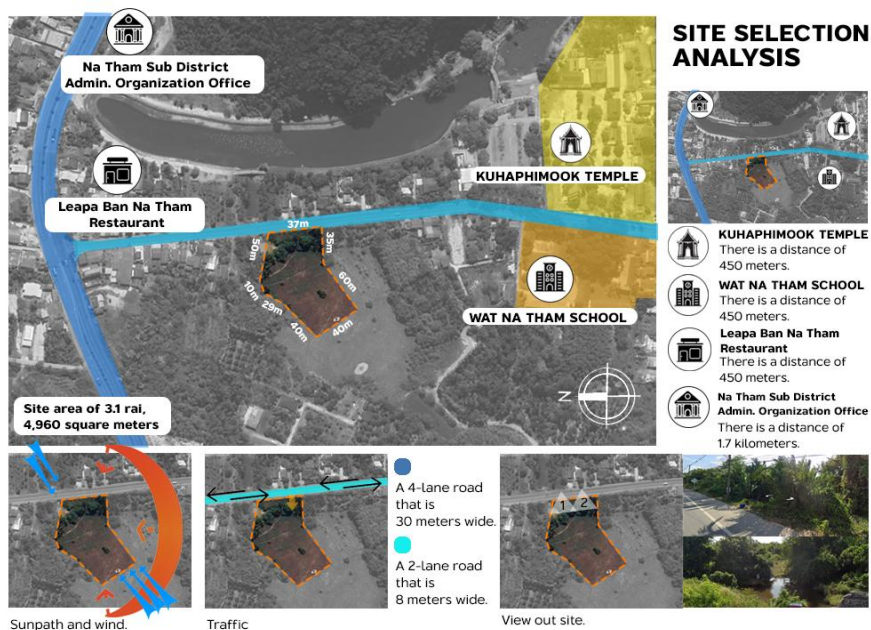 SITE SELECTION
ANALYSIS
Na Tham Sub District
Admin. Organization Office
KUHAPHIMOOK TEMPLE
Leapa Ban Na Tham
Restaurant
37m
50m
35m
60m
10m
29m
40m
40m
WAT NA THAM SCHOOL
N
Site area of 3.1 rai,
4,960 square meters
KUHAPHIMOOK TEMPLE
There is a distance of
450 meters.
WAT NA THAM SCHOOL
There is a distance of
450 meters.
Leapa Ban Na Tham
Restaurant
There is a distance of
450 meters.
Na Tham Sub District
Admin. Organization Office
There is a distance of
1.7 kilometers.
Sunpath and wind.
Traffic
A 4-lane road
that is
30 meters wide.
A 2-lane road
that is
8 meters wide.
1 2
View out site.